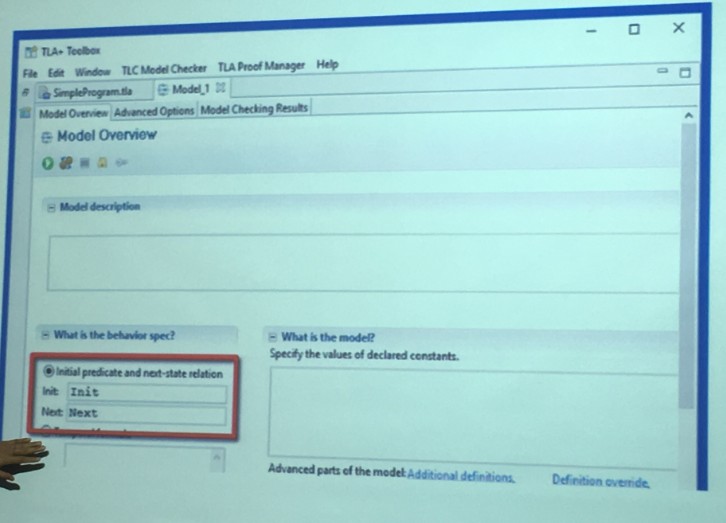 TLA+ Toolbox
File Edit Window TLC Model Checker TLA Proof Manager Help
SimpleProgram.tla Model_1
Model Overview Advanced Options Model Checking Results
Model Overview
Model description
What is the behavior spec?
What is the model?
Specify the values of declared constants.
Initial predicate and next-state relation
Init: Init
Next: Next
Advanced parts of the model: Additional definitions, Definition override,